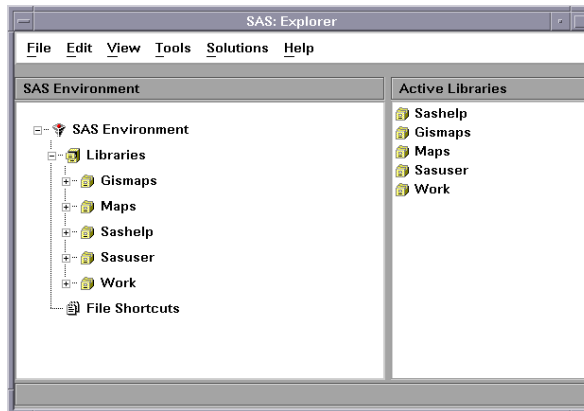 SAS: Explorer
File Edit View Tools Solutions Help
SAS Environment
Active Libraries
SAS Environment
Libraries
Gismaps
Maps
Sashelp
Sasuser
Work
File Shortcuts
Sashelp
Gismaps
Maps
Sasuser
Work